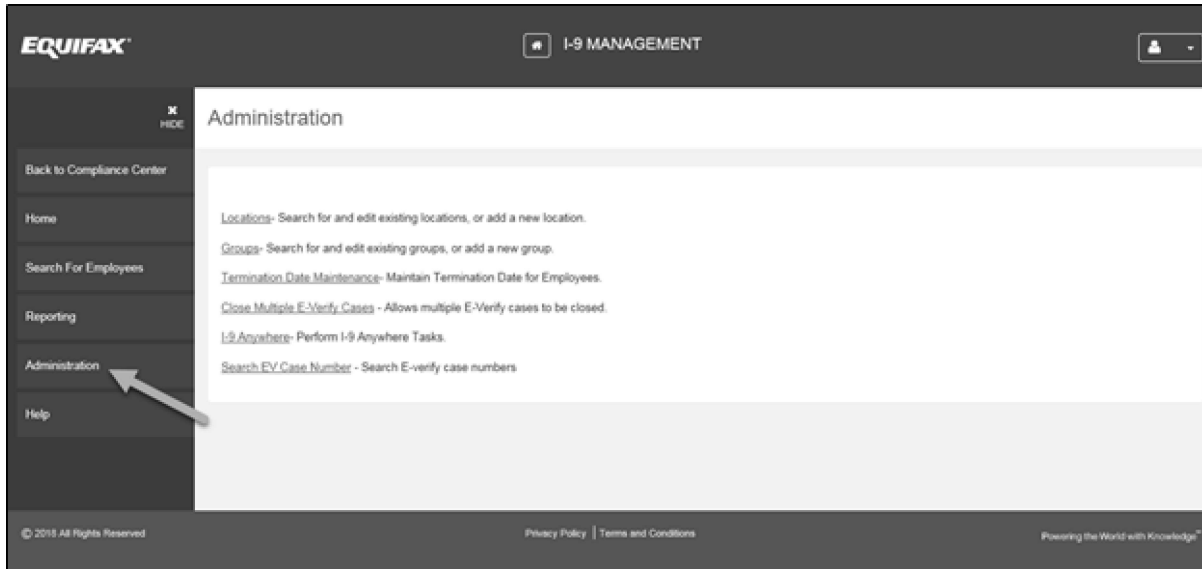 EQUIFAX
I-9 MANAGEMENT
HIDE
Administration
Back to Compliance Center
Home
Search For Employees
Reporting
Administration
Help
Locations- Search for and edit existing locations, or add a new location.
Groups- Search for and edit existing groups, or add a new group.
Termination Date Maintenance- Maintain Termination Date for Employees.
Close Multiple E-Verify Cases - Allows multiple E-Verify cases to be closed.
I-9 Anywhere- Perform I-9 Anywhere Tasks.
Search EV Case Number - Search E-verify case numbers
© 2018 All Rights Reserved
Privacy Policy | Terms and Conditions
Powering the World with Knowledge™